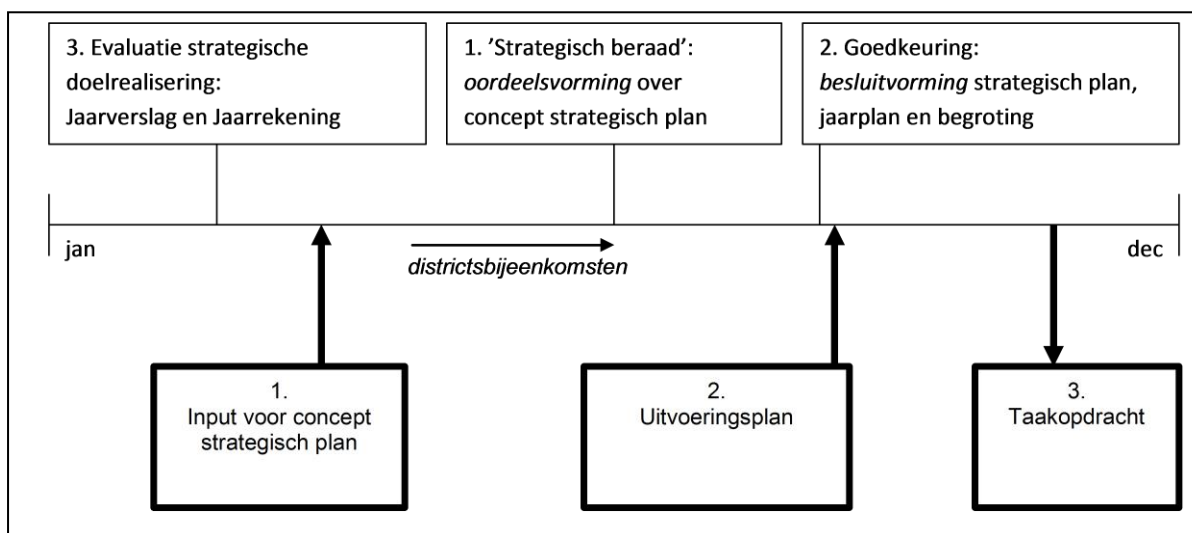 3. Evaluatie strategische
doelrealisering:
Jaarverslag en Jaarrekening
1. ’Strategisch beraad’:
oordeelsvorming over
concept strategisch plan
2. Goedkeuring:
besluitvorming strategisch plan,
jaarplan en begroting
jan
districtsbijeenkomsten
dec
1.
Input voor concept
strategisch plan
2.
Uitvoeringsplan
3.
Taakopdracht